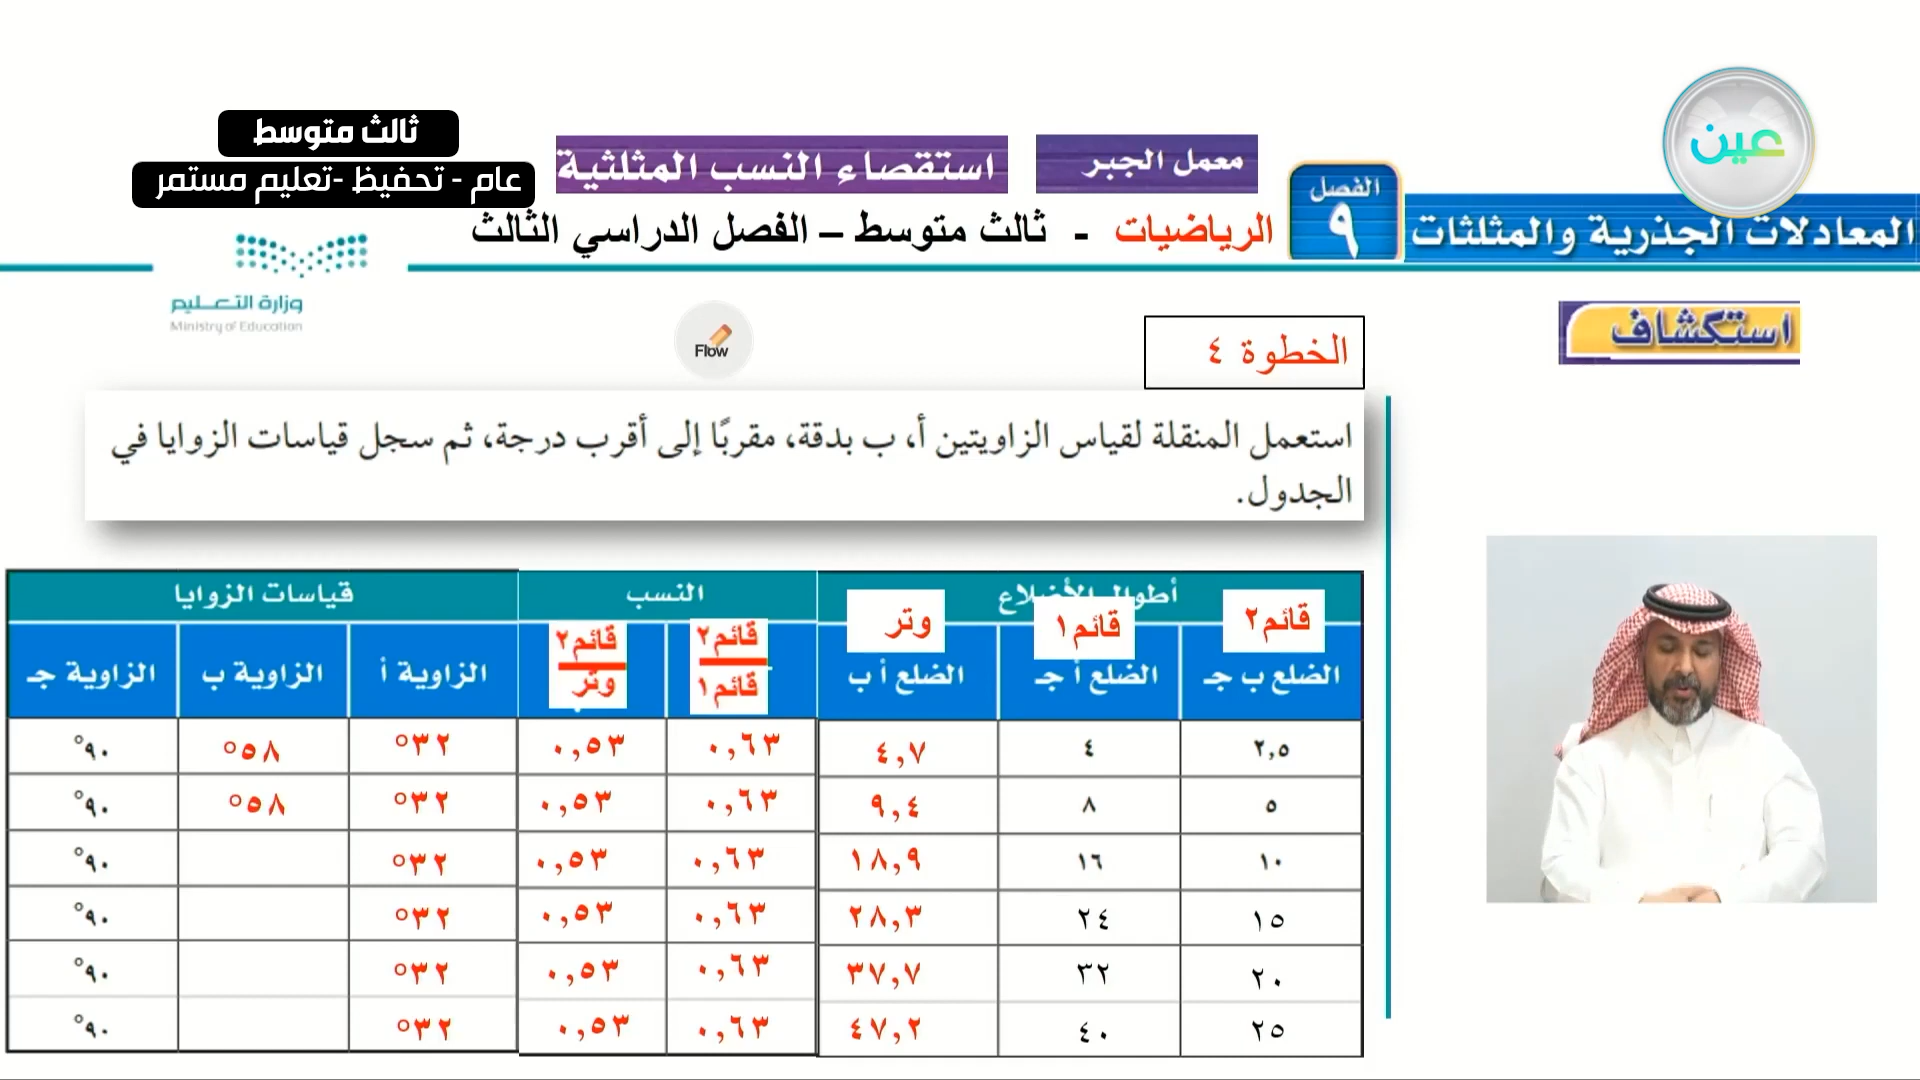 عين
ثالث متوسط
عام - تحفيظ -تعليم مستمر
استقصاء النسب المثلثية
معمل الجبر
الفصل
٩
المعادلات الجذرية والمثلثات
الرياضيات - ثالث متوسط – الفصل الدراسي الثالث
وزارة التعليم
Ministry of Education
استكشاف
Flow
الخطوة ٤
استعمل المنقلة لقياس الزاويتين أ، ب بدقة، مقربًا إلى أقرب درجة، ثم سجل قياسات الزوايا في
الجدول.
أطوال الأضلاع النسب قياسات الزوايا
قائم٢ قائم١ وتر قائم٢ قائم٢
قائم١ وتر
الضلع ب جـ الضلع أ جـ الضلع أ ب الزاوية أ الزاوية ب الزاوية جـ
٢,٥ ٤ ٤,٧ ٠,٦٣ ٠,٥٣ ٣٢° ٥٨° ٩٠°
٥ ٨ ٩,٤ ٠,٦٣ ٠,٥٣ ٣٢° ٥٨° ٩٠°
١٠ ١٦ ١٨,٩ ٠,٦٣ ٠,٥٣ ٣٢° ٩٠°
١٥ ٢٤ ٢٨,٣ ٠,٦٣ ٠,٥٣ ٣٢° ٩٠°
٢٠ ٣٢ ٣٧,٧ ٠,٦٣ ٠,٥٣ ٣٢° ٩٠°
٢٥ ٤٠ ٤٧,٢ ٠,٦٣ ٠,٥٣ ٣٢° ٩٠°